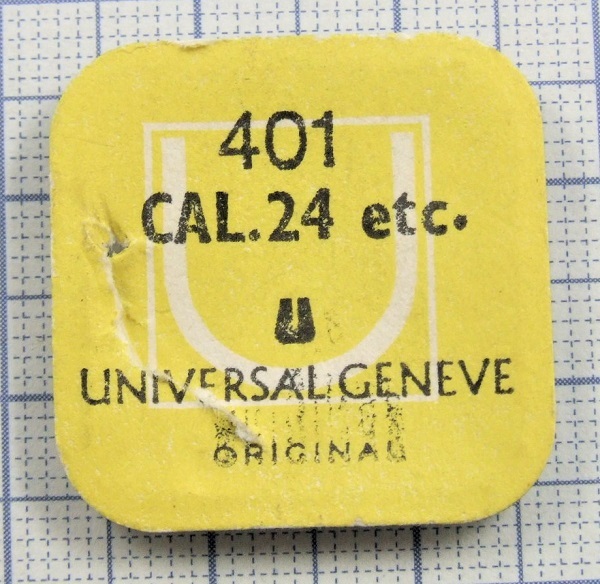 401
CAL.24 etc.
UNIVERSAL GENEVE
ORIGINAL